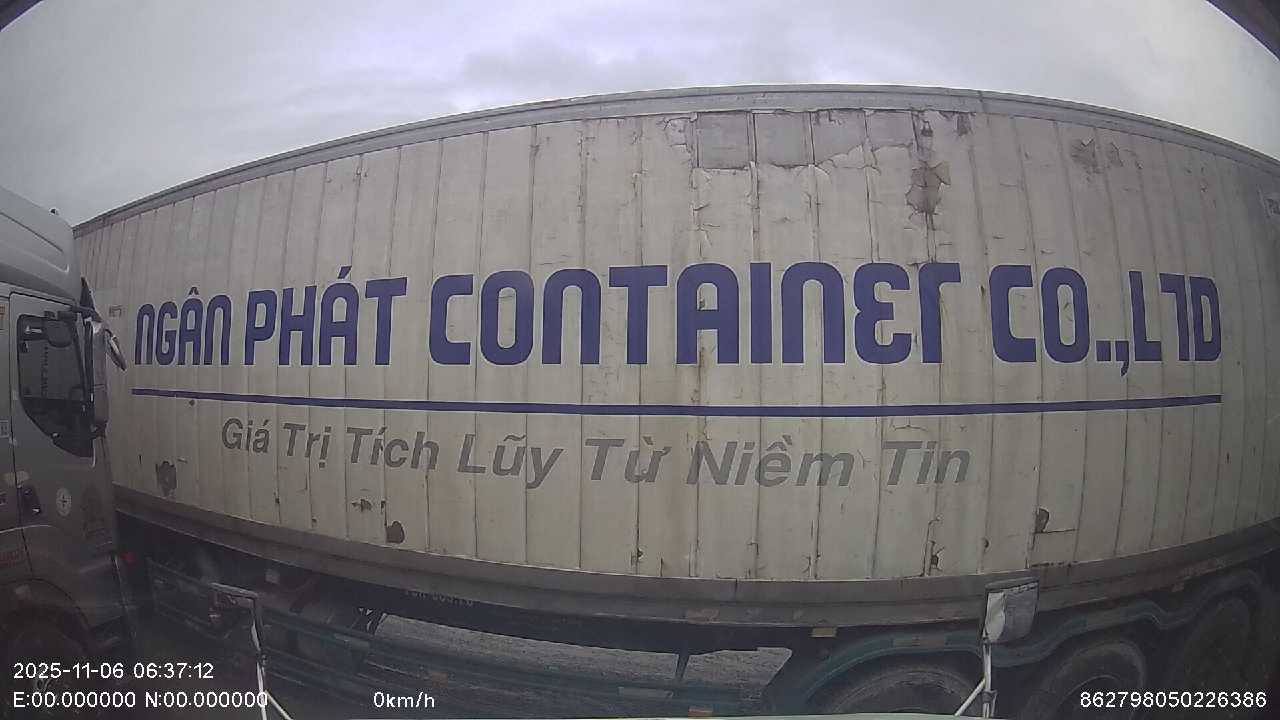 NGÂN PHÁT CONTAINER CO.,LTD
Giá Trị Tích Lũy Từ Niềm Tin
2025-11-06 06:37:12
E:00.000000 N:00.000000 0km/h 862798050226386